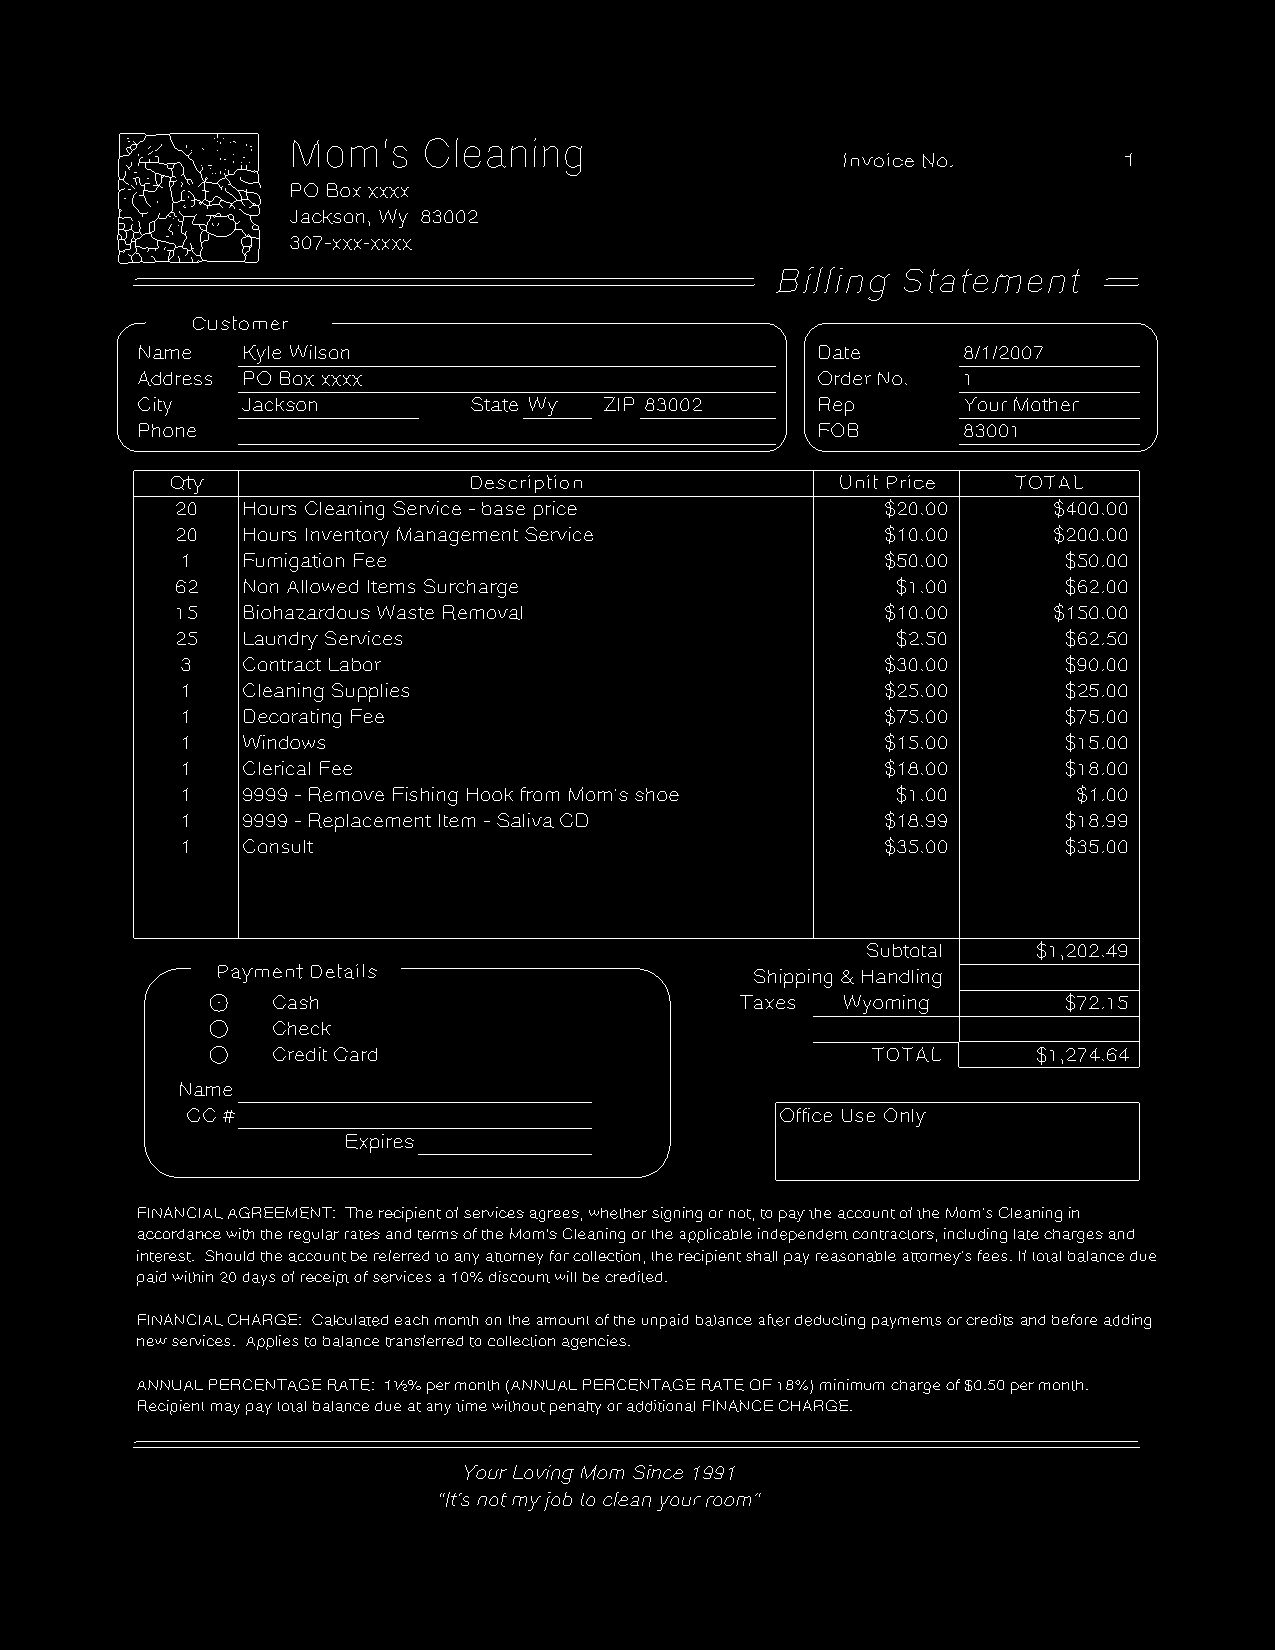 Mom's Cleaning
Invoice No. 1
PO Box xxxx
Jackson, Wy 83002
307-xxx-xxxx
Billing Statement
Customer
Name Kyle Wilson Date 8/1/2007
Address PO Box xxxx Order No. 1
City Jackson State Wy ZIP 83002 Rep Your Mother
Phone FOB 83001
Qty Description Unit Price TOTAL
20 Hours Cleaning Service - base price $20.00 $400.00
20 Hours Inventory Management Service $10.00 $200.00
1 Fumigation Fee $50.00 $50.00
62 Non Allowed Items Surcharge $1.00 $62.00
15 Biohazardous Waste Removal $10.00 $150.00
25 Laundry Services $2.50 $62.50
3 Contract Labor $30.00 $90.00
1 Cleaning Supplies $25.00 $25.00
1 Decorating Fee $75.00 $75.00
1 Windows $15.00 $15.00
1 Clerical Fee $18.00 $18.00
1 9999 - Remove Fishing Hook from Mom's shoe $1.00 $1.00
1 9999 - Replacement Item - Saliva CD $18.99 $18.99
1 Consult $35.00 $35.00
Subtotal $1,202.49
Shipping & Handling
Taxes Wyoming $72.15
TOTAL $1,274.64
Payment Details
Cash
Check
Credit Card
Name
CC #
Expires
Office Use Only
FINANCIAL AGREEMENT: The recipient of services agrees, whether signing or not, to pay the account of the Mom's Cleaning in
accordance with the regular rates and terms of the Mom's Cleaning or the applicable independent contractors, including late charges and
interest. Should the account be referred to any attorney for collection, the recipient shall pay reasonable attorney's fees. If total balance due
paid within 20 days of receipt of services a 10% discount will be credited.
FINANCIAL CHARGE: Calculated each month on the amount of the unpaid balance after deducting payments or credits and before adding
new services. Applies to balance transferred to collection agencies.
ANNUAL PERCENTAGE RATE: 1½% per month (ANNUAL PERCENTAGE RATE OF 18%) minimum charge of $0.50 per month.
Recipient may pay total balance due at any time without penalty or additional FINANCE CHARGE.
Your Loving Mom Since 1991
"It's not my job to clean your room"